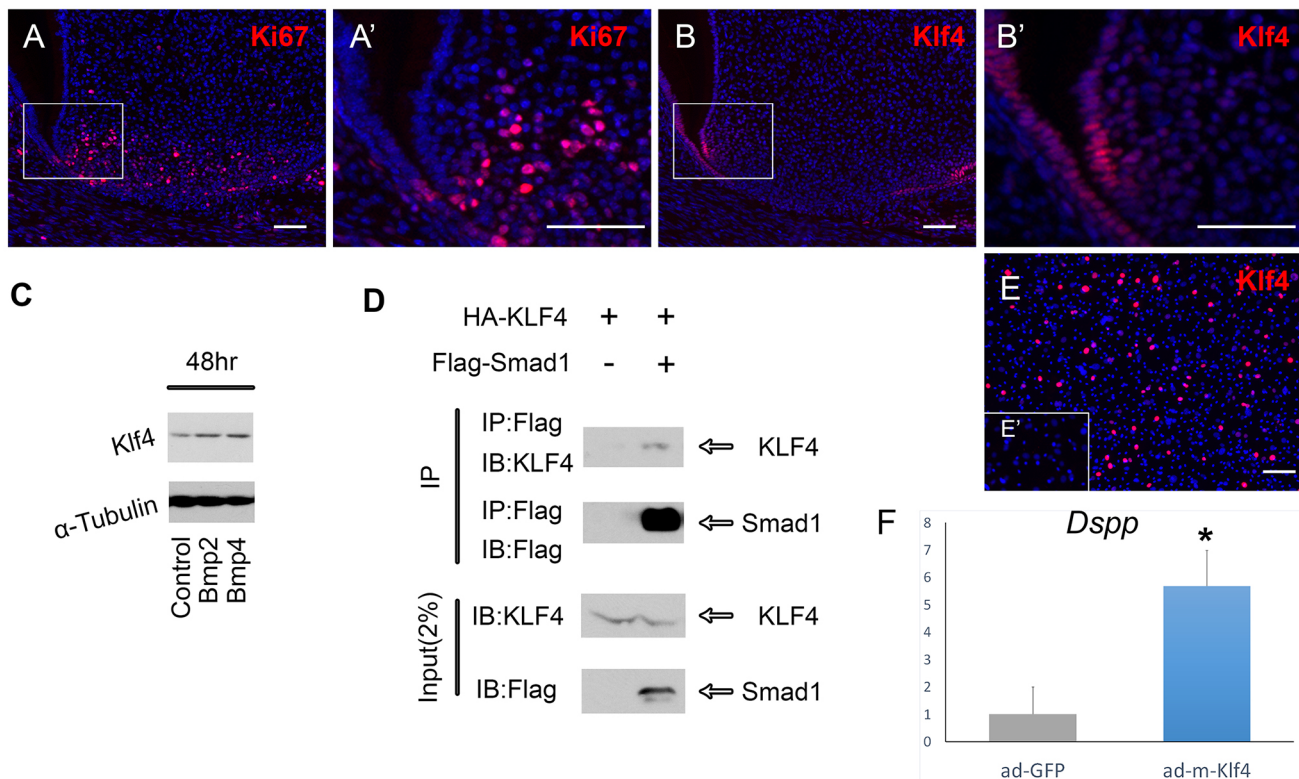 A Ki67
A’ Ki67
B Klf4
B’ Klf4
C
48hr
Klf4
α-Tubulin
Control
Bmp2
Bmp4
D
HA-KLF4 + +
Flag-Smad1 - +
IP
IP:Flag
IB:KLF4
KLF4
IP:Flag
IB:Flag
Smad1
Input(2%)
IB:KLF4 KLF4
IB:Flag Smad1
E Klf4
E’
F
Dspp
*
8
7
6
5
4
3
2
1
0
ad-GFP ad-m-Klf4